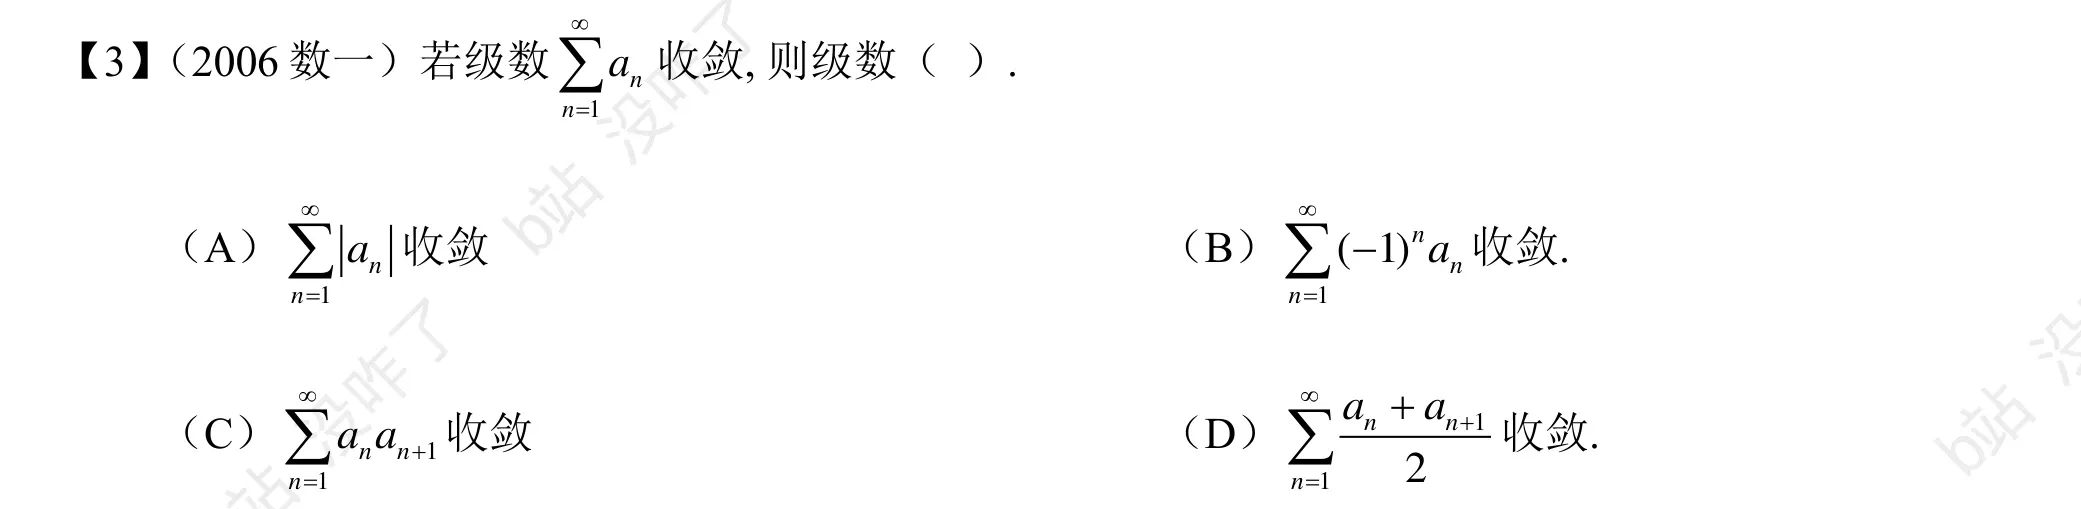 【3】(2006 数一) 若级数 $\sum_{n=1}^{\infty} a_n$ 收敛, 则级数 ( ) .
(A) $\sum_{n=1}^{\infty} |a_n|$ 收敛
(B) $\sum_{n=1}^{\infty} (-1)^n a_n$ 收敛.
(C) $\sum_{n=1}^{\infty} a_n a_{n+1}$ 收敛
(D) $\sum_{n=1}^{\infty} \frac{a_n + a_{n+1}}{2}$ 收敛.
b站 没咋了
站 没咋了
b站 没